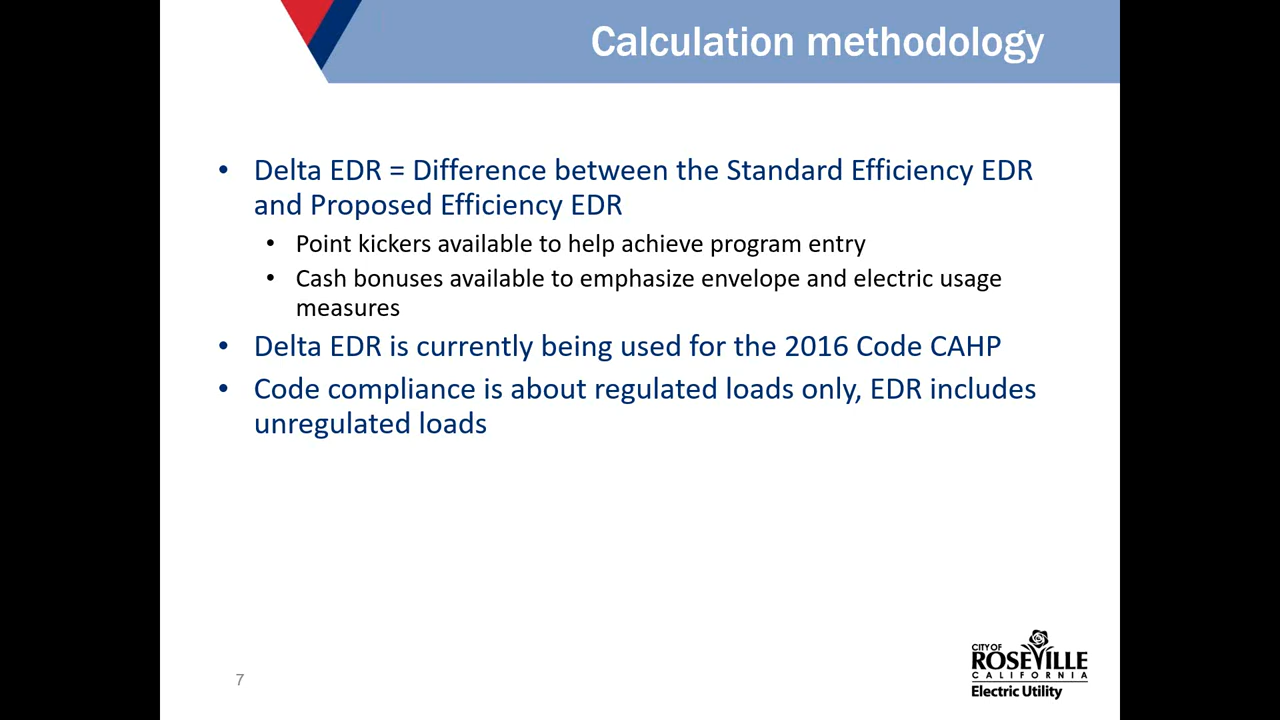 Calculation methodology
• Delta EDR = Difference between the Standard Efficiency EDR
and Proposed Efficiency EDR
• Point kickers available to help achieve program entry
• Cash bonuses available to emphasize envelope and electric usage
measures
• Delta EDR is currently being used for the 2016 Code CAHP
• Code compliance is about regulated loads only, EDR includes
unregulated loads
7
CITY OF
ROSEVILLE
CALIFORNIA
Electric Utility